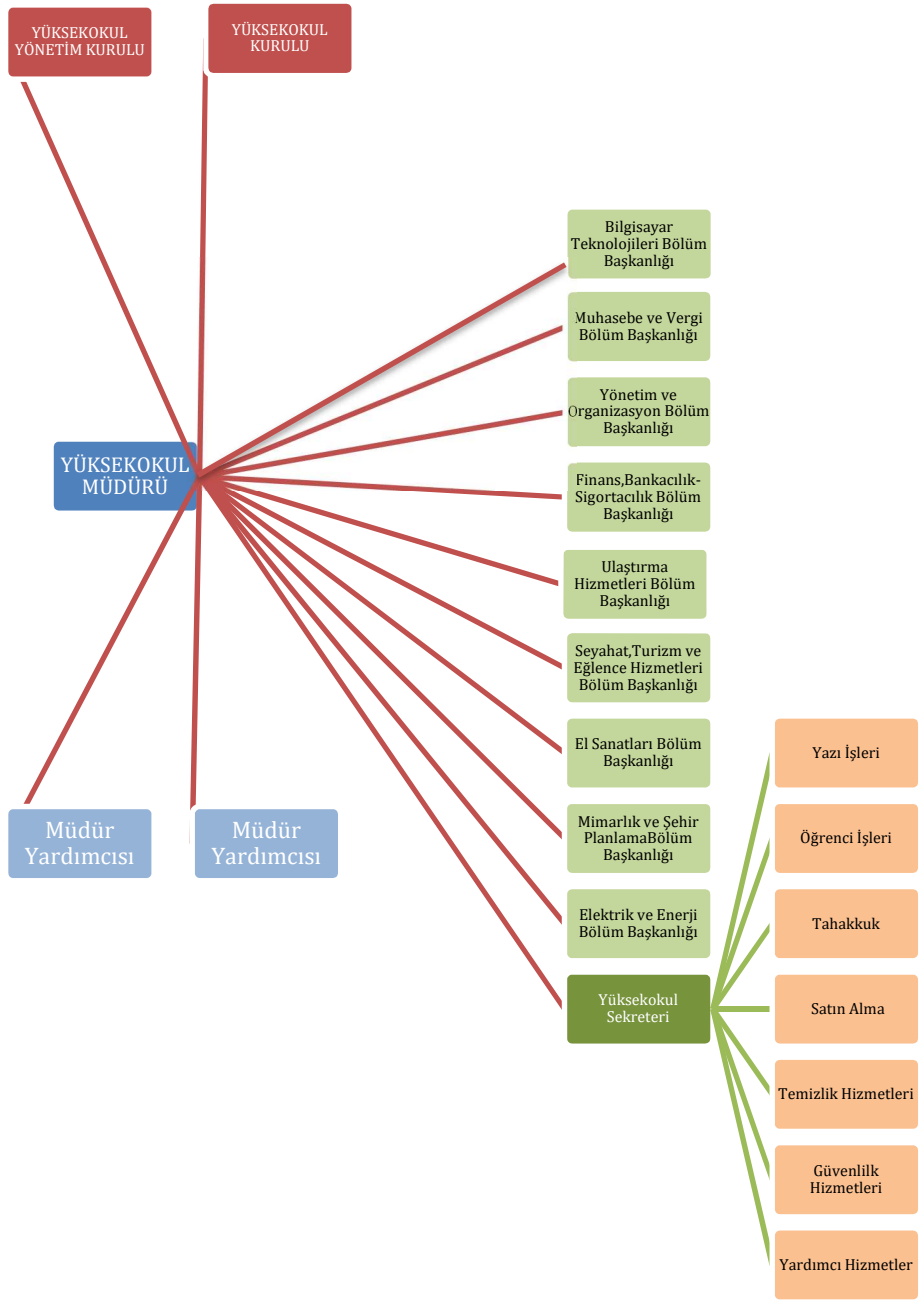 YÜKSEKOKUL
YÖNETİM KURULU
YÜKSEKOKUL
KURULU
Bilgisayar
Teknolojileri Bölüm
Başkanlığı
Muhasebe ve Vergi
Bölüm Başkanlığı
Yönetim ve
Organizasyon Bölüm
Başkanlığı
YÜKSEKOKUL
MÜDÜRÜ
Finans,Bankacılık-
Sigortacılık Bölüm
Başkanlığı
Ulaştırma
Hizmetleri Bölüm
Başkanlığı
Seyahat,Turizm ve
Eğlence Hizmetleri
Bölüm Başkanlığı
El Sanatları Bölüm
Başkanlığı
Müdür
Yardımcısı
Müdür
Yardımcısı
Mimarlık ve Şehir
PlanlamaBölüm
Başkanlığı
Elektrik ve Enerji
Bölüm Başkanlığı
Yüksekokul
Sekreteri
Yazı İşleri
Öğrenci İşleri
Tahakkuk
Satın Alma
Temizlik Hizmetleri
Güvenlilk
Hizmetleri
Yardımcı Hizmetler